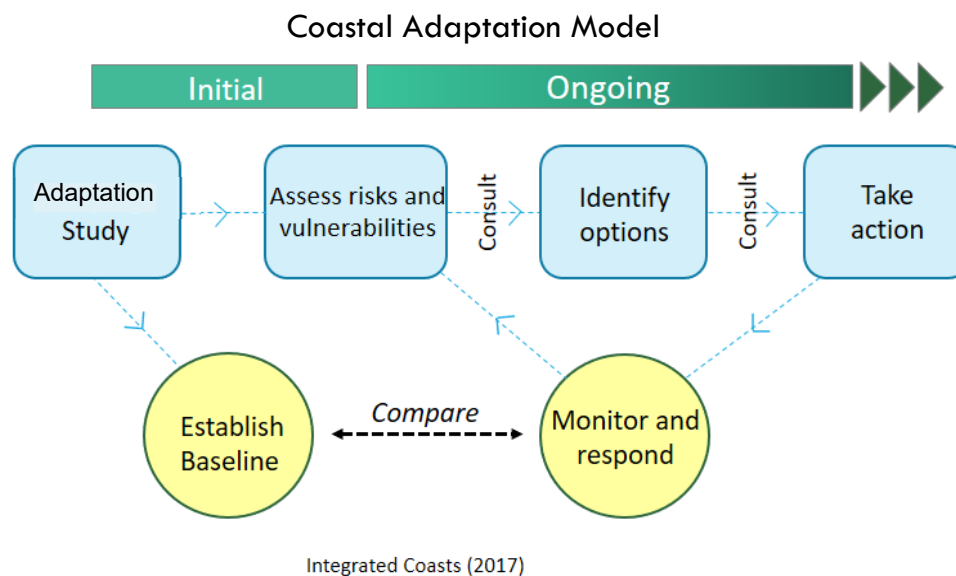 Coastal Adaptation Model
Initial
Ongoing
Adaptation
Study
Assess risks and
vulnerabilities
Consult
Identify
options
Consult
Take
action
Establish
Baseline
Compare
Monitor and
respond
Integrated Coasts (2017)